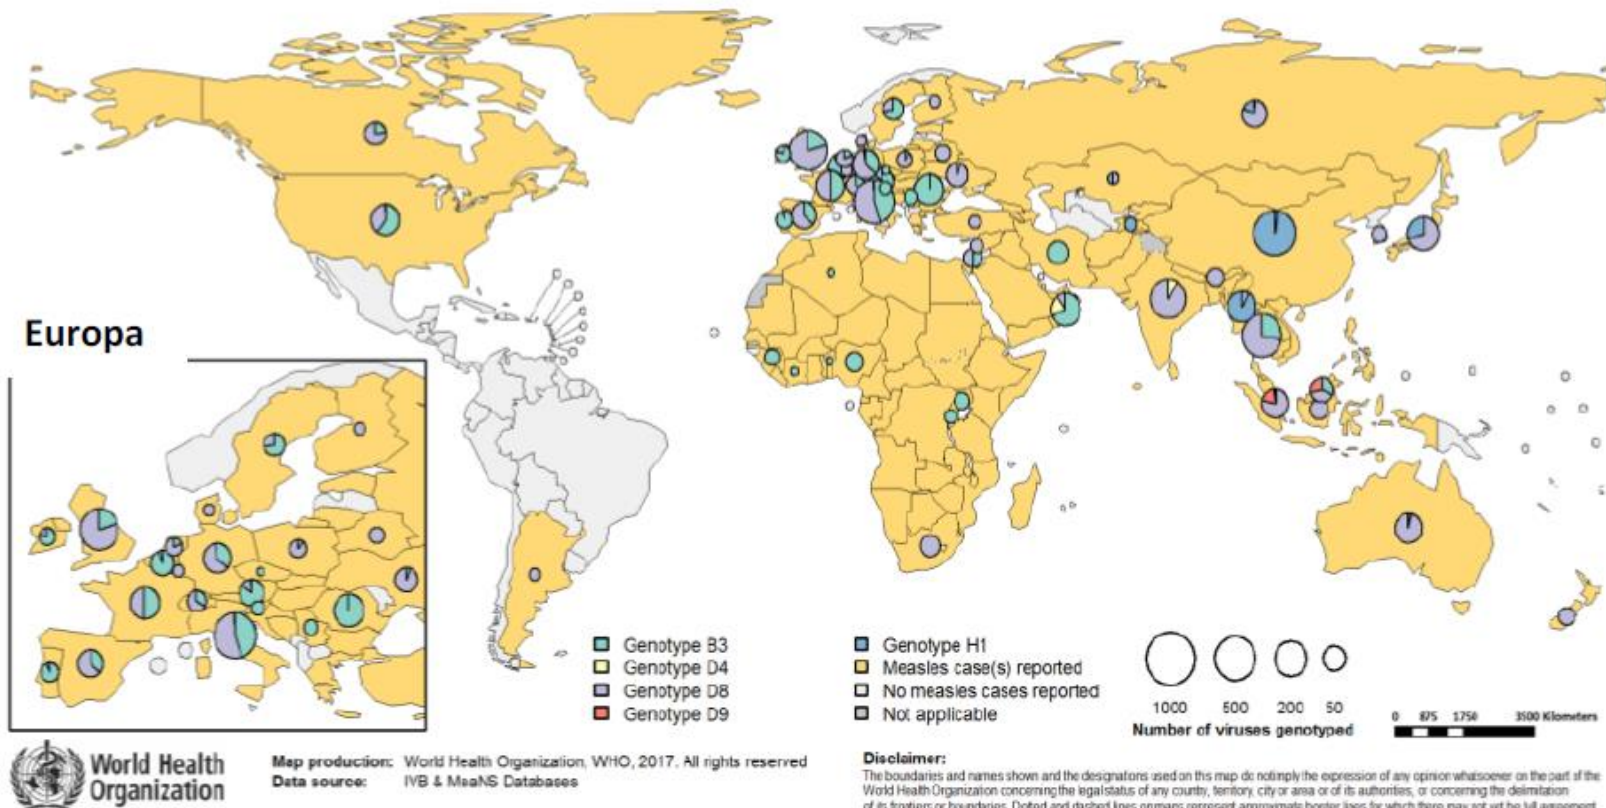 Europa
Genotype B3
Genotype D4
Genotype D8
Genotype D9
Genotype H1
Measles case(s) reported
No measles cases reported
Not applicable
1000 500 200 50
Number of viruses genotyped
0 875 1750 3500 Kilometers
World Health
Organization
Map production: World Health Organization, WHO, 2017. All rights reserved
Data source: IVB & MeaNS Databases
Disclaimer:
The boundaries and names shown and the designations used on this map do not imply the expression of any opinion whatsoever on the part of the
World Health Organization concerning the legal status of any country, territory, city or area or of its authorities, or concerning the delimitation
of its frontiers or boundaries. Dotted and dashed lines on maps represent approximate border lines for which there may not yet be full agreement.